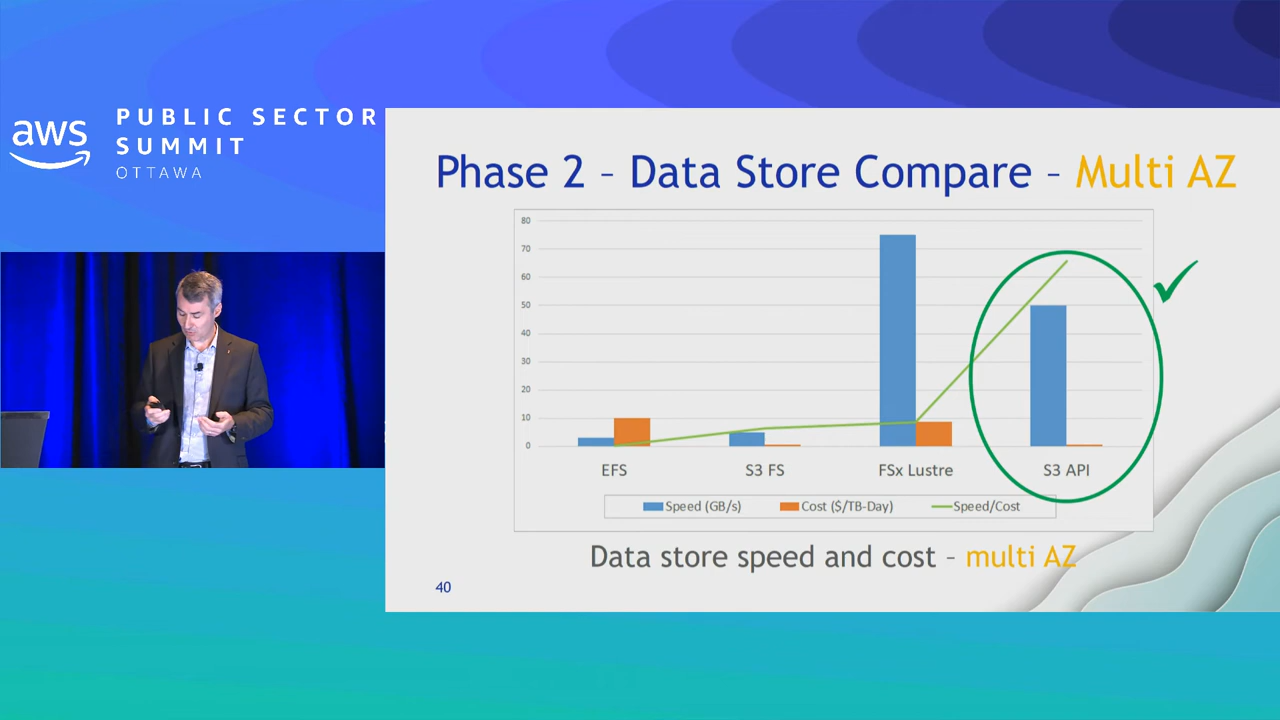 aws
PUBLIC SECTOR
SUMMIT
OTTAWA
Phase 2 – Data Store Compare – Multi AZ
80
70
60
50
40
30
20
10
0
EFS
S3 FS
FSx Lustre
S3 API
Speed (GB/s)
Cost ($/TB-Day)
Speed/Cost
Data store speed and cost – multi AZ
40